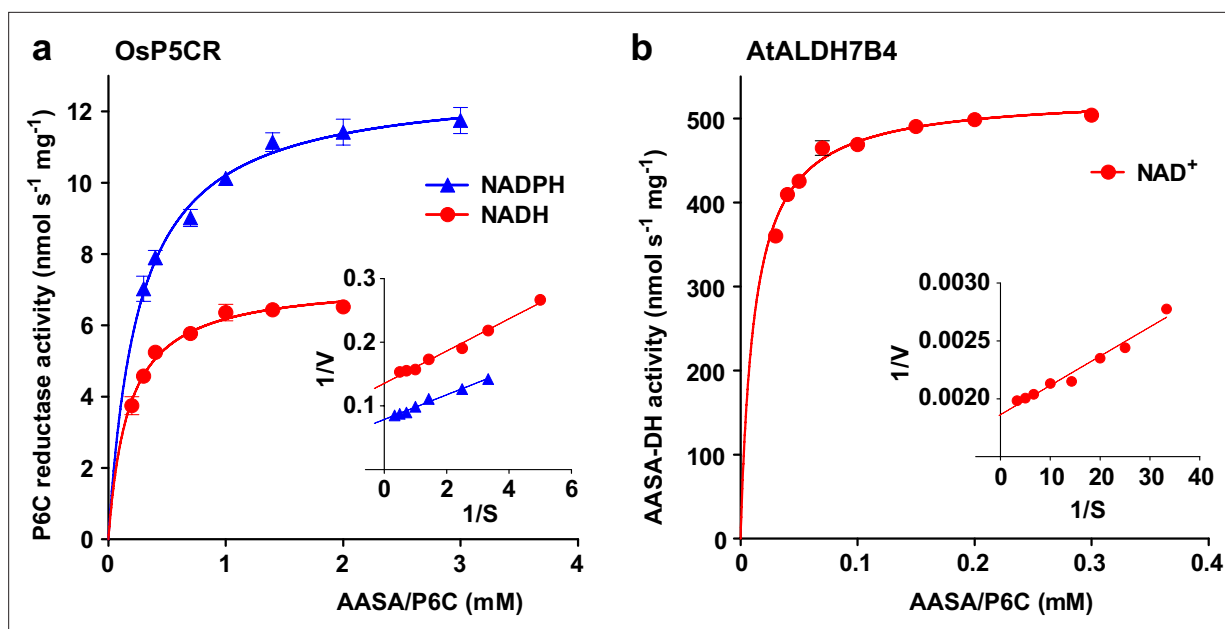 a OsP5CR
P6C reductase activity (nmol s⁻¹ mg⁻¹)
12
10
8
6
4
2
0
0 1 2 3 4
AASA/P6C (mM)
NADPH
NADH
1/V
0.3
0.2
0.1
0 2 4 6
1/S
b AtALDH7B4
AASA-DH activity (nmol s⁻¹ mg⁻¹)
500
400
300
200
100
0
0 0.1 0.2 0.3 0.4
AASA/P6C (mM)
NAD⁺
1/V
0.0030
0.0025
0.0020
0 10 20 30 40
1/S